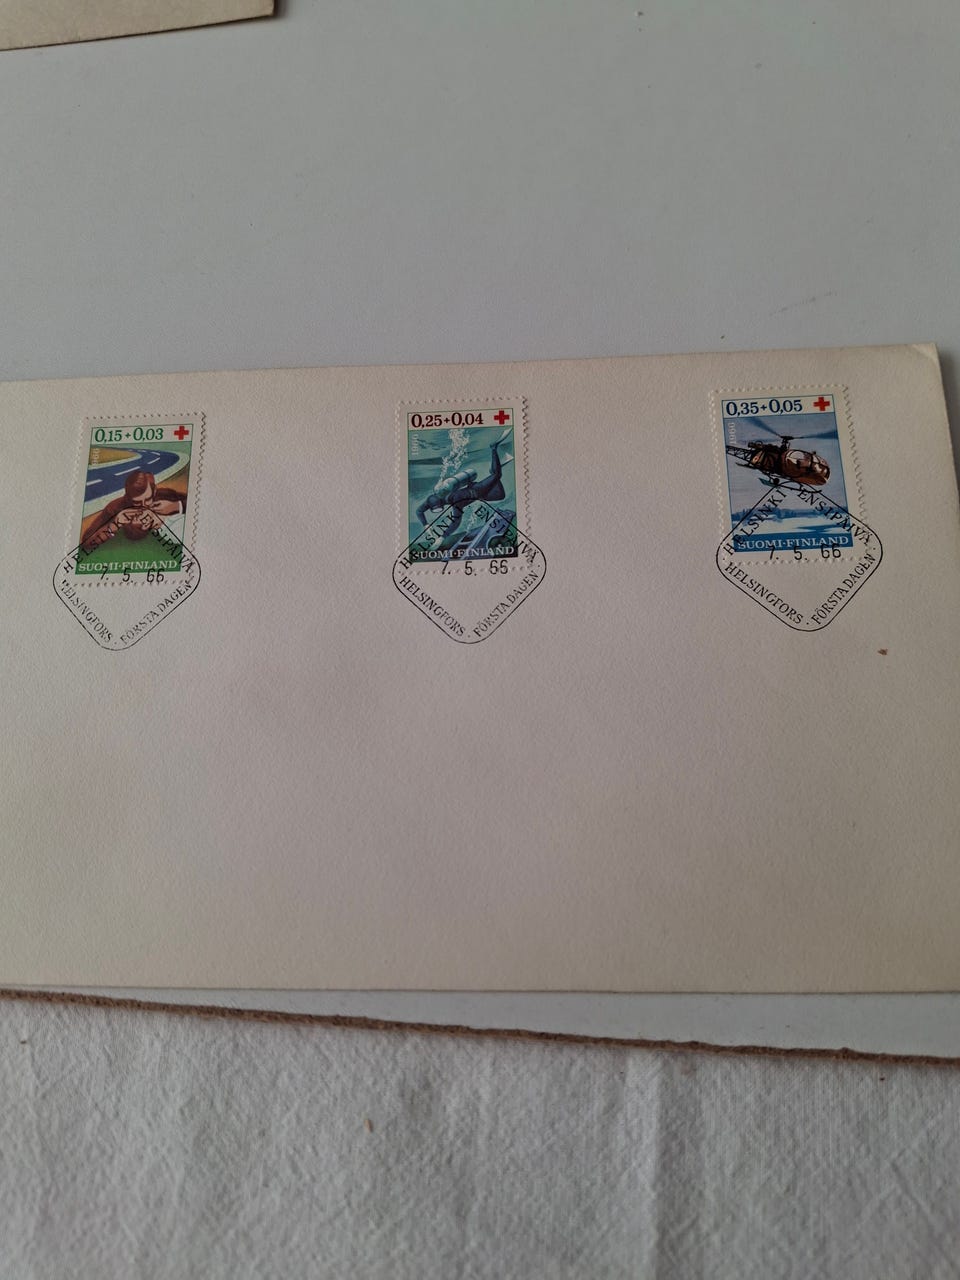 0,15+0,03
1966
SUOMI·FINLAND
HELSINKI · ENSIPÄIVÄ
7. 5. 66
HELSINGFORS · FÖRSTA DAGEN
0,25+0,04
SUOMI·FINLAND
HELSINKI · ENSIPÄIVÄ
7. 5. 66
HELSINGFORS · FÖRSTA DAGEN
0,35+0,05
1966
SUOMI·FINLAND
HELSINKI · ENSIPÄIVÄ
7. 5. 66
HELSINGFORS · FÖRSTA DAGEN